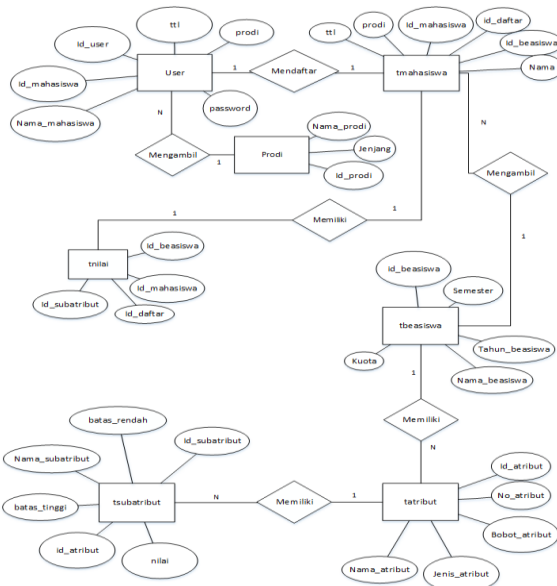 ttl
prodi
Id_user
Id_mahasiswa
Nama_mahasiswa
User
password
1
Mendaftar
1
ttl
prodi
Id_mahasiswa
id_daftar
Id_beasiswa
Nama
tmahasiswa
N
Mengambil
1
Prodi
Nama_prodi
Jenjang
Id_prodi
N
Mengambil
1
1
Memiliki
1
tnilai
Id_beasiswa
Id_mahasiswa
Id_daftar
Id_subatribut
id_beasiswa
Semester
tbeasiswa
Kuota
Tahun_beasiswa
Nama_beasiswa
1
Memiliki
N
batas_rendah
Id_subatribut
Nama_subatribut
batas_tinggi
id_atribut
nilai
tsubatribut
N
Memiliki
1
tatribut
Id_atribut
No_atribut
Bobot_atribut
Nama_atribut
Jenis_atribut